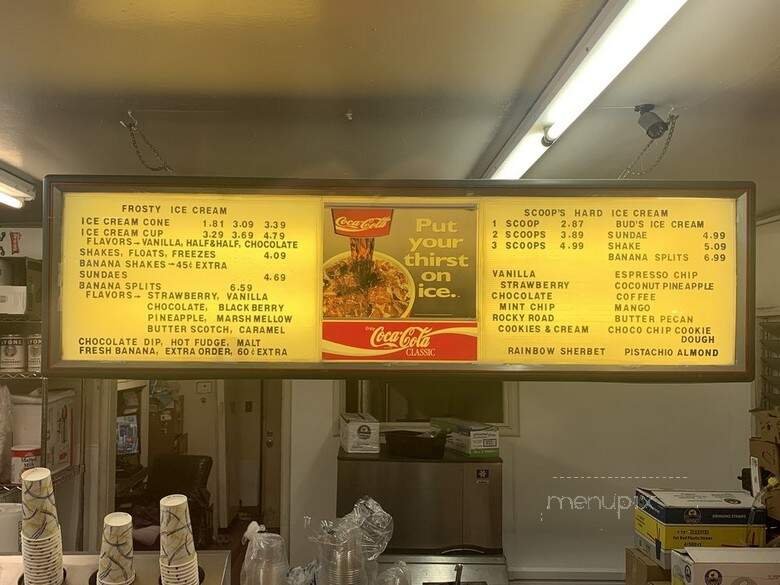 FROSTY ICE CREAM
ICE CREAM CONE 1.81 3.09 3.39
ICE CREAM CUP 3.29 3.69 4.79
FLAVORS - VANILLA, HALF&HALF, CHOCOLATE
SHAKES, FLOATS, FREEZES 4.09
BANANA SHAKES - 45¢ EXTRA
SUNDAES 4.69
BANANA SPLITS 6.59
FLAVORS - STRAWBERRY, VANILLA
CHOCOLATE, BLACKBERRY
PINEAPPLE, MARSHMELLOW
BUTTER SCOTCH, CARAMEL
CHOCOLATE DIP, HOT FUDGE, MALT
FRESH BANANA, EXTRA ORDER, 60¢ EXTRA
Coca-Cola
Put
your
thirst
on
ice.
Enjoy
Coca-Cola
CLASSIC
SCOOP'S HARD ICE CREAM
1 SCOOP 2.87 BUD'S ICE CREAM
2 SCOOPS 3.89 SUNDAE 4.99
3 SCOOPS 4.99 SHAKE 5.09
BANANA SPLITS 6.99
VANILLA ESPRESSO CHIP
STRAWBERRY COCONUT PINEAPPLE
CHOCOLATE COFFEE
MINT CHIP MANGO
ROCKY ROAD BUTTER PECAN
COOKIES & CREAM CHOCO CHIP COOKIE
DOUGH
RAINBOW SHERBET PISTACHIO ALMOND
menupix